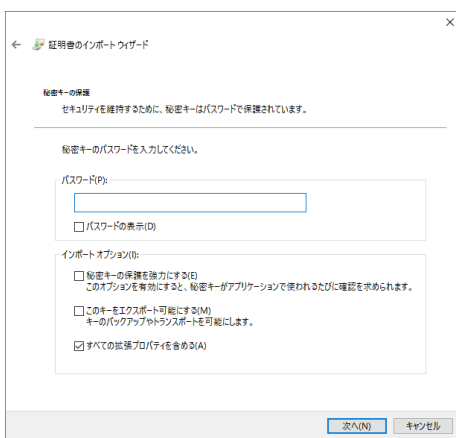 証明書のインポート ウィザード
秘密キーの保護
セキュリティを維持するために、秘密キーはパスワードで保護されています。
秘密キーのパスワードを入力してください。
パスワード(P):
パスワードの表示(D)
インポート オプション(I):
秘密キーの保護を強力にする(E)
このオプションを有効にすると、秘密キーがアプリケーションで使われるたびに確認を求められます。
このキーをエクスポート可能にする(M)
キーのバックアップやトランスポートを可能にします。
すべての拡張プロパティを含める(A)
次へ(N) キャンセル